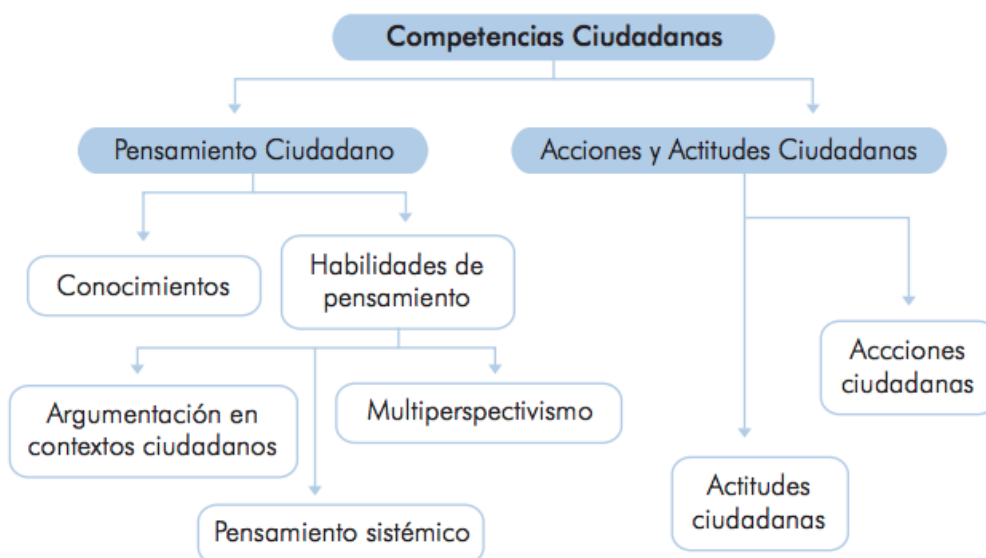 Competencias Ciudadanas
Pensamiento Ciudadano
Acciones y Actitudes Ciudadanas
Conocimientos
Habilidades de
pensamiento
Accciones
ciudadanas
Argumentación en
contextos ciudadanos
Multiperspectivismo
Actitudes
ciudadanas
Pensamiento sistémico